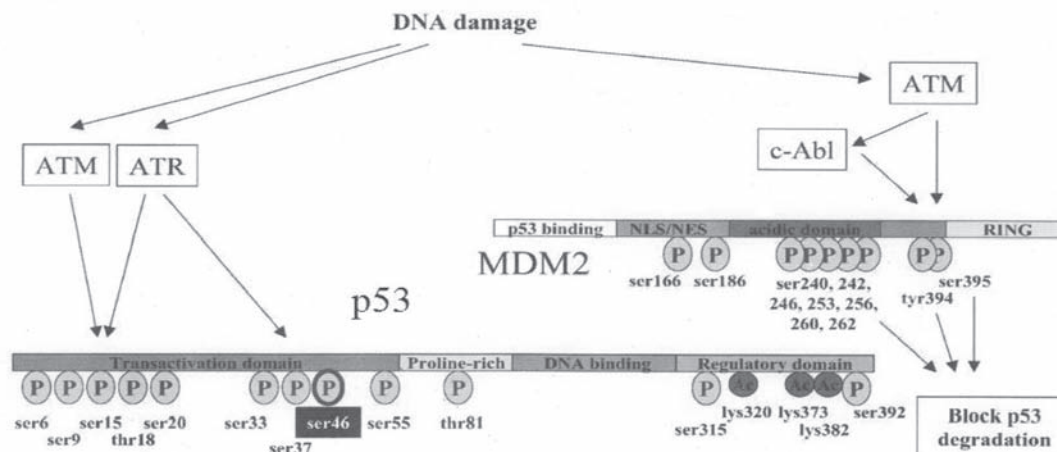 DNA damage
ATM
ATM ATR
c-Abl
p53 binding NLS/NES acidic domain RING
P P P P P P P P ?
MDM2
ser166 ser186 ser240, 242, ser395
246, 253, 256, tyr394
260, 262
p53
Transactivation domain Proline-rich DNA binding Regulatory domain
P P P P P P P P P P P Ac Ac Ac P
ser6 ser15 ser20 ser33 ser46 ser55 thr81 lys320 lys373 ser392
ser9 thr18 ser37 ser315 lys382
Block p53
degradation